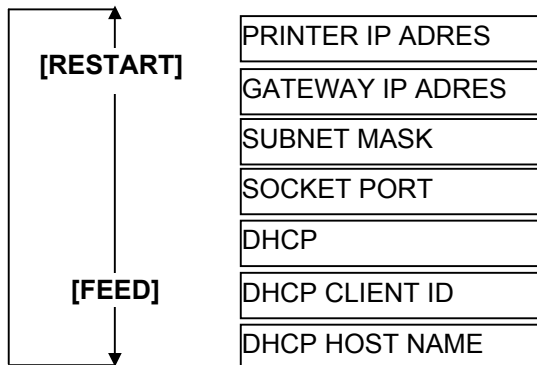 [RESTART]
PRINTER IP ADRES
GATEWAY IP ADRES
SUBNET MASK
SOCKET PORT
DHCP
[FEED]
DHCP CLIENT ID
DHCP HOST NAME